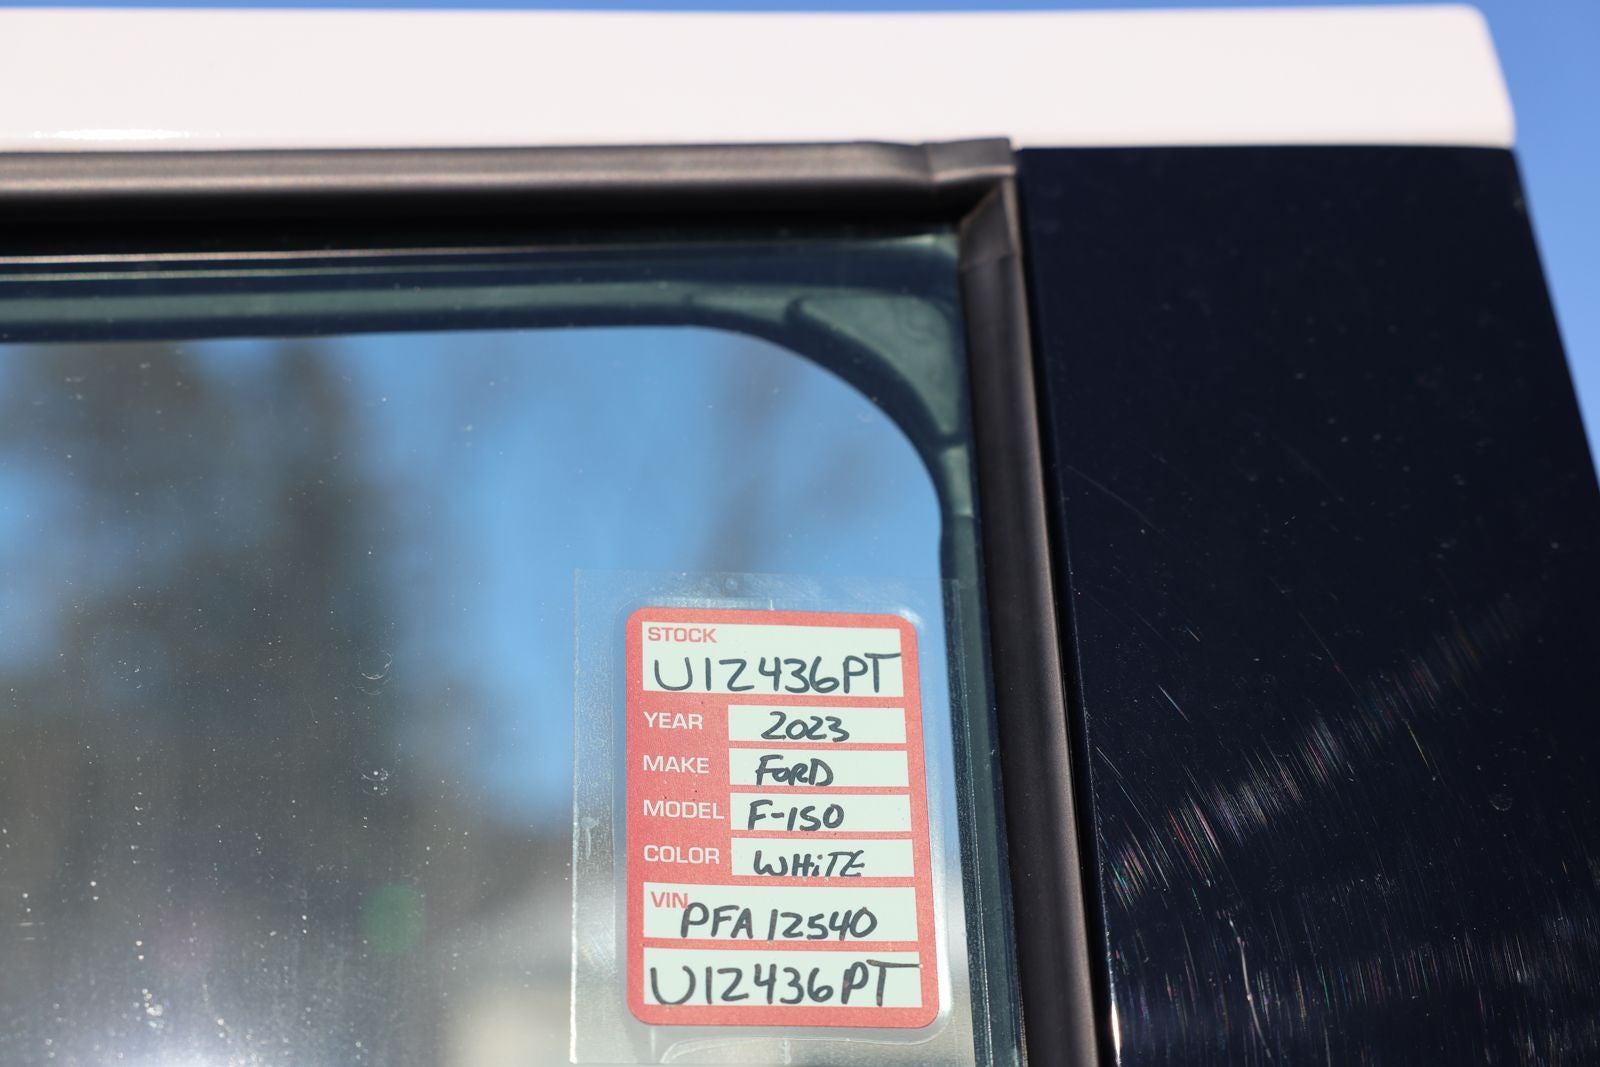 STOCK
U12436PT
YEAR 2023
MAKE FORD
MODEL F-150
COLOR WHiTE
VIN PFA12540
U12436PT